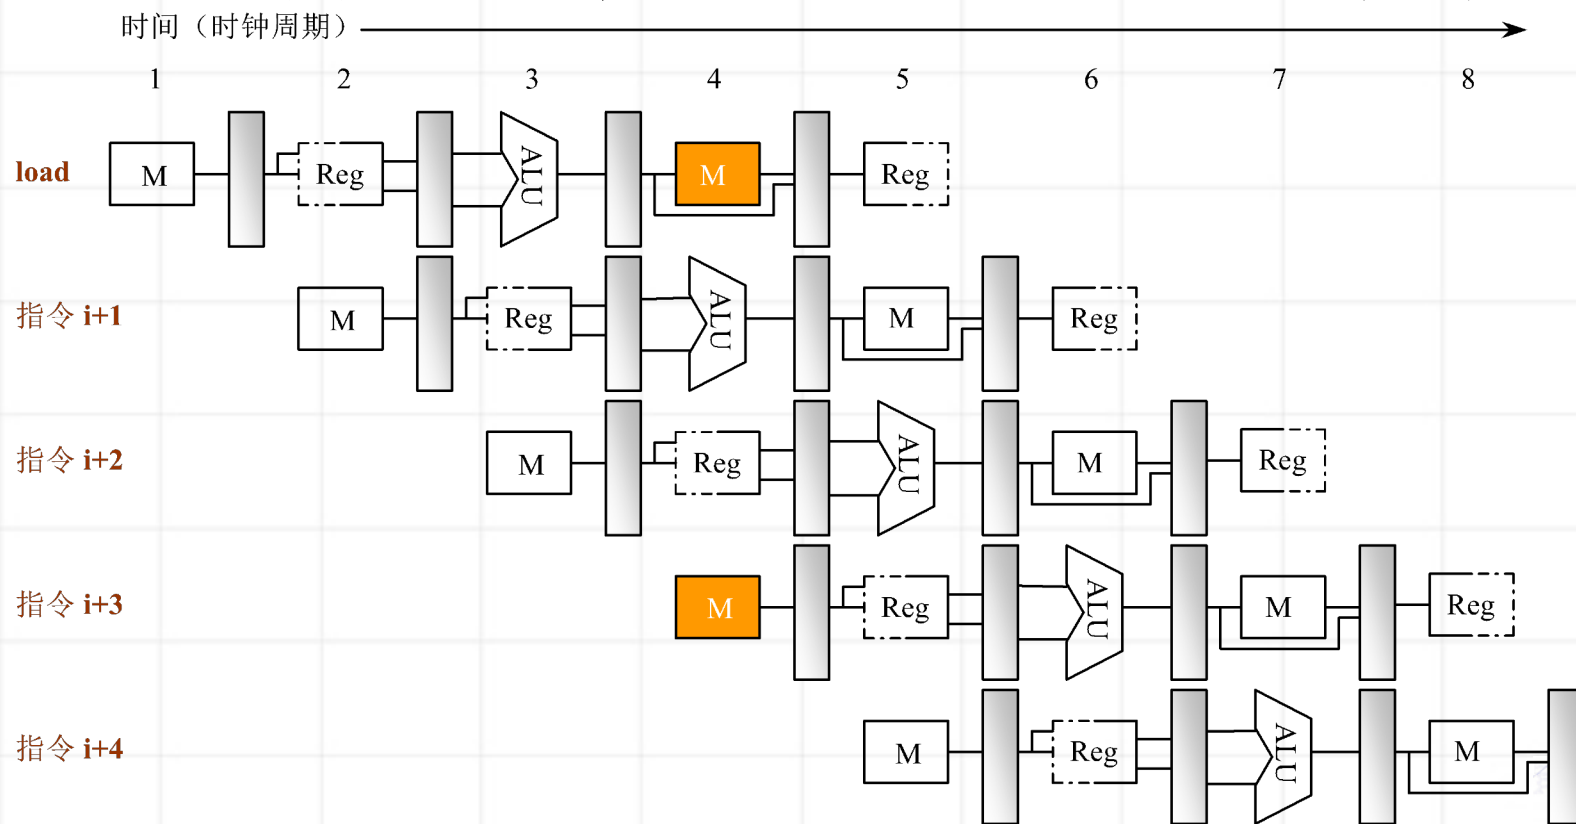 时间（时钟周期）
1 2 3 4 5 6 7 8
load M Reg ALU M Reg
指令 i+1 M Reg ALU M Reg
指令 i+2 M Reg ALU M Reg
指令 i+3 M Reg ALU M Reg
指令 i+4 M Reg ALU M